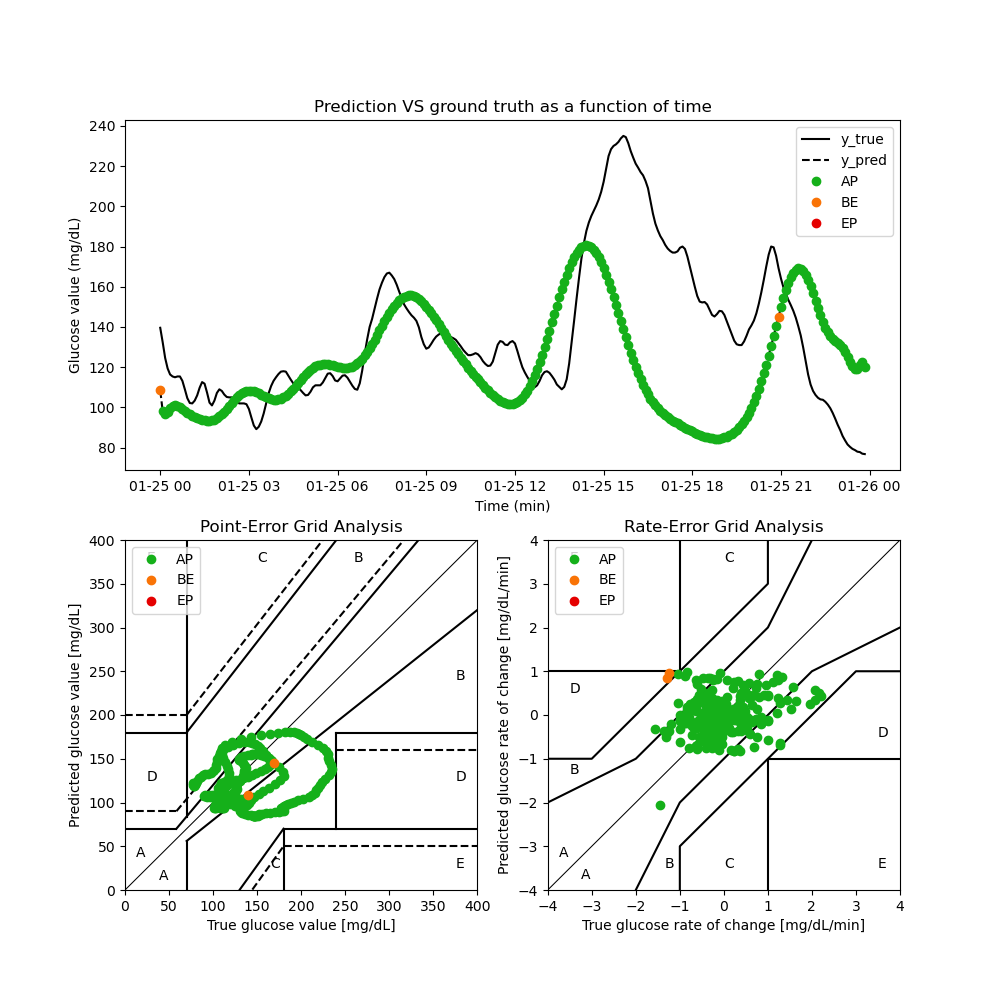 Prediction VS ground truth as a function of time
Glucose value (mg/dL)
240
220
200
180
160
140
120
100
80
y_true
y_pred
AP
BE
EP
01-25 00 01-25 03 01-25 06 01-25 09 01-25 12 01-25 15 01-25 18 01-25 21 01-26 00
Time (min)
Point-Error Grid Analysis
Predicted glucose value [mg/dL]
400
350
300
250
200
150
100
50
0
AP
BE
EP
C
B
B
D
D
A
A
C
E
0 50 100 150 200 250 300 350 400
True glucose value [mg/dL]
Rate-Error Grid Analysis
Predicted glucose rate of change [mg/dL/min]
4
3
2
1
0
−1
−2
−3
−4
AP
BE
EP
C
D
D
B
A
A
B
C
E
−4 −3 −2 −1 0 1 2 3 4
True glucose rate of change [mg/dL/min]